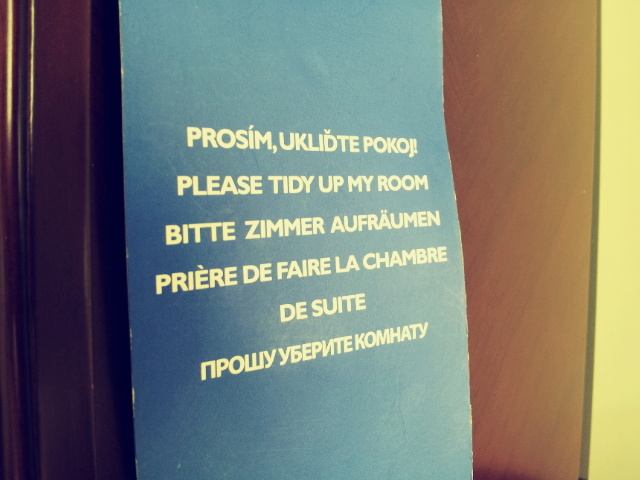 PROSÍM, UKLIĎTE POKOJ!
PLEASE TIDY UP MY ROOM
BITTE ZIMMER AUFRÄUMEN
PRIÈRE DE FAIRE LA CHAMBRE
DE SUITE
ПРОШУ УБЕРИТЕ КОМНАТУ